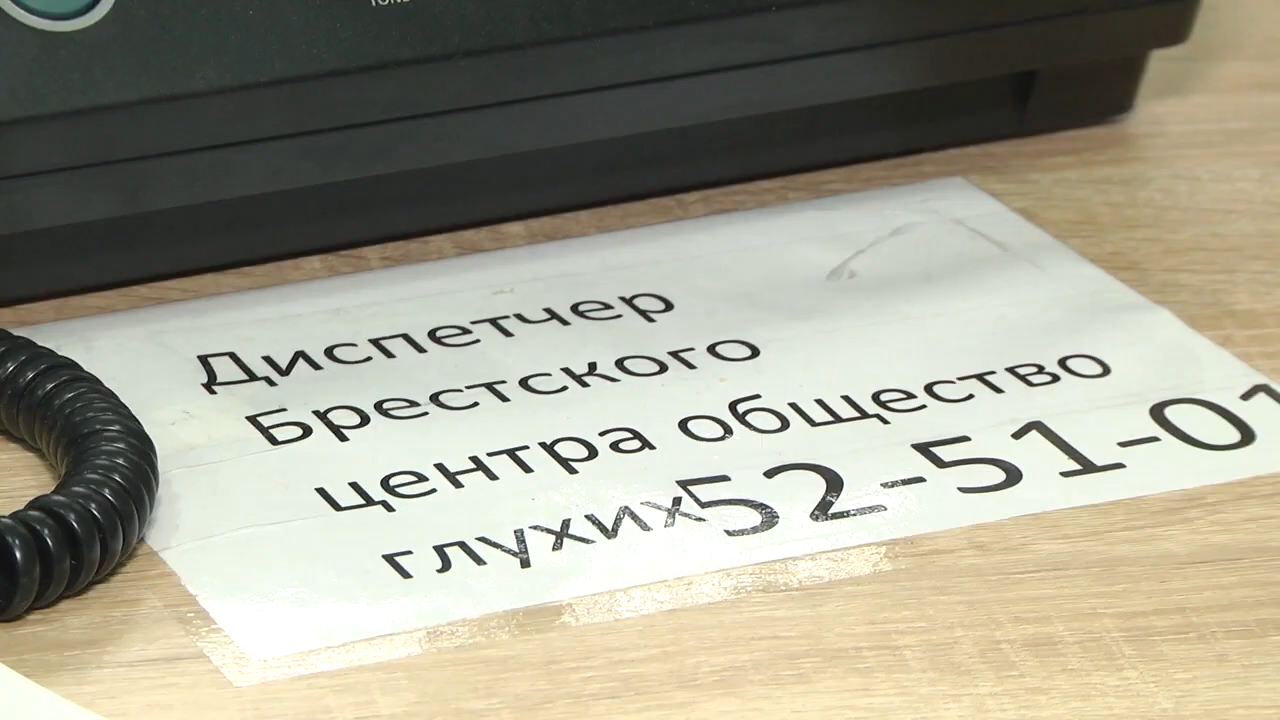 Диспетчер
Брестского
центра общество
глухих52-51-01